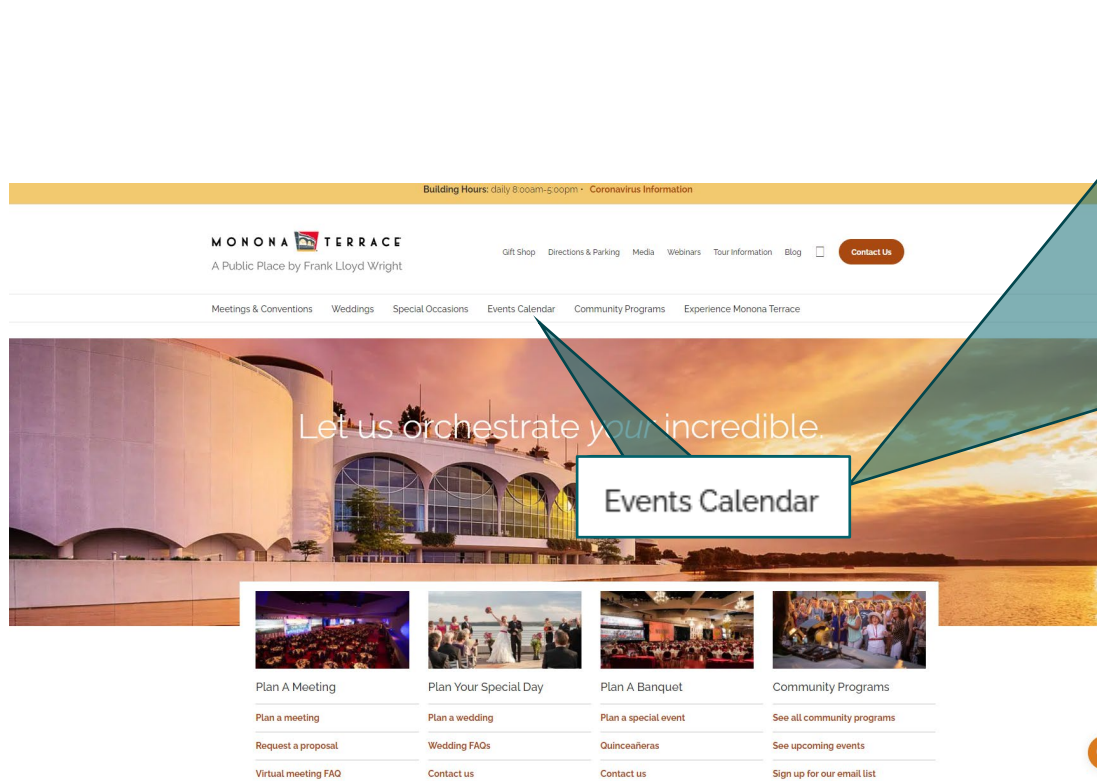 Building Hours: daily 8:00am-5:00pm • Coronavirus Information
MONONA TERRACE
A Public Place by Frank Lloyd Wright
Gift Shop Directions & Parking Media Webinars Tour Information Blog Contact Us
Meetings & Conventions Weddings Special Occasions Events Calendar Community Programs Experience Monona Terrace
Let us orchestrate your incredible.
Events Calendar
Plan A Meeting
Plan a meeting
Request a proposal
Virtual meeting FAQ
Plan Your Special Day
Plan a wedding
Wedding FAQs
Contact us
Plan A Banquet
Plan a special event
Quinceañeras
Contact us
Community Programs
See all community programs
See upcoming events
Sign up for our email list